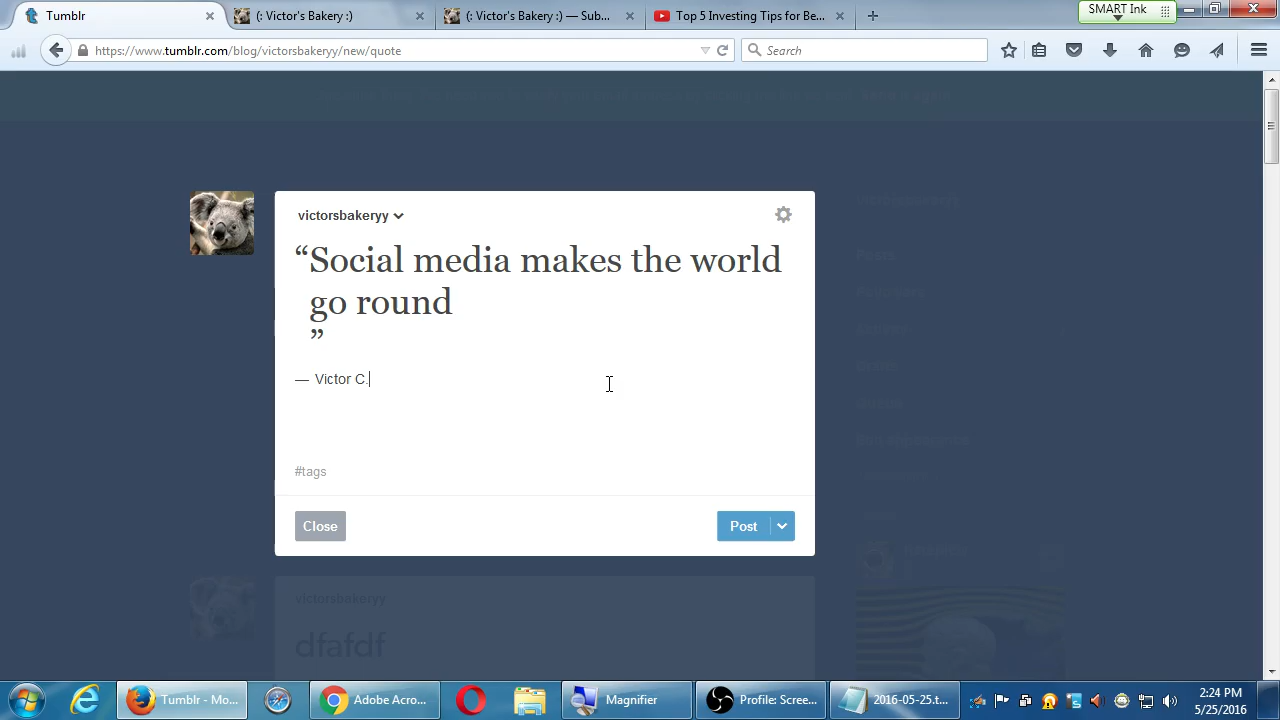 Tumblr
(: Victor's Bakery :)
(: Victor's Bakery :) — Sub...
Top 5 Investing Tips for Be...
SMART Ink
https://www.tumblr.com/blog/victorsbakeryy/new/quote
Search
victorsbakeryy
“Social media makes the world
go round
”
— Victor C.
#tags
Close
Post
victorsbakeryy
dfafdf
Tumblr - Mo...
Adobe Acro...
Magnifier
Profile: Scree...
2016-05-25.t...
2:24 PM
5/25/2016